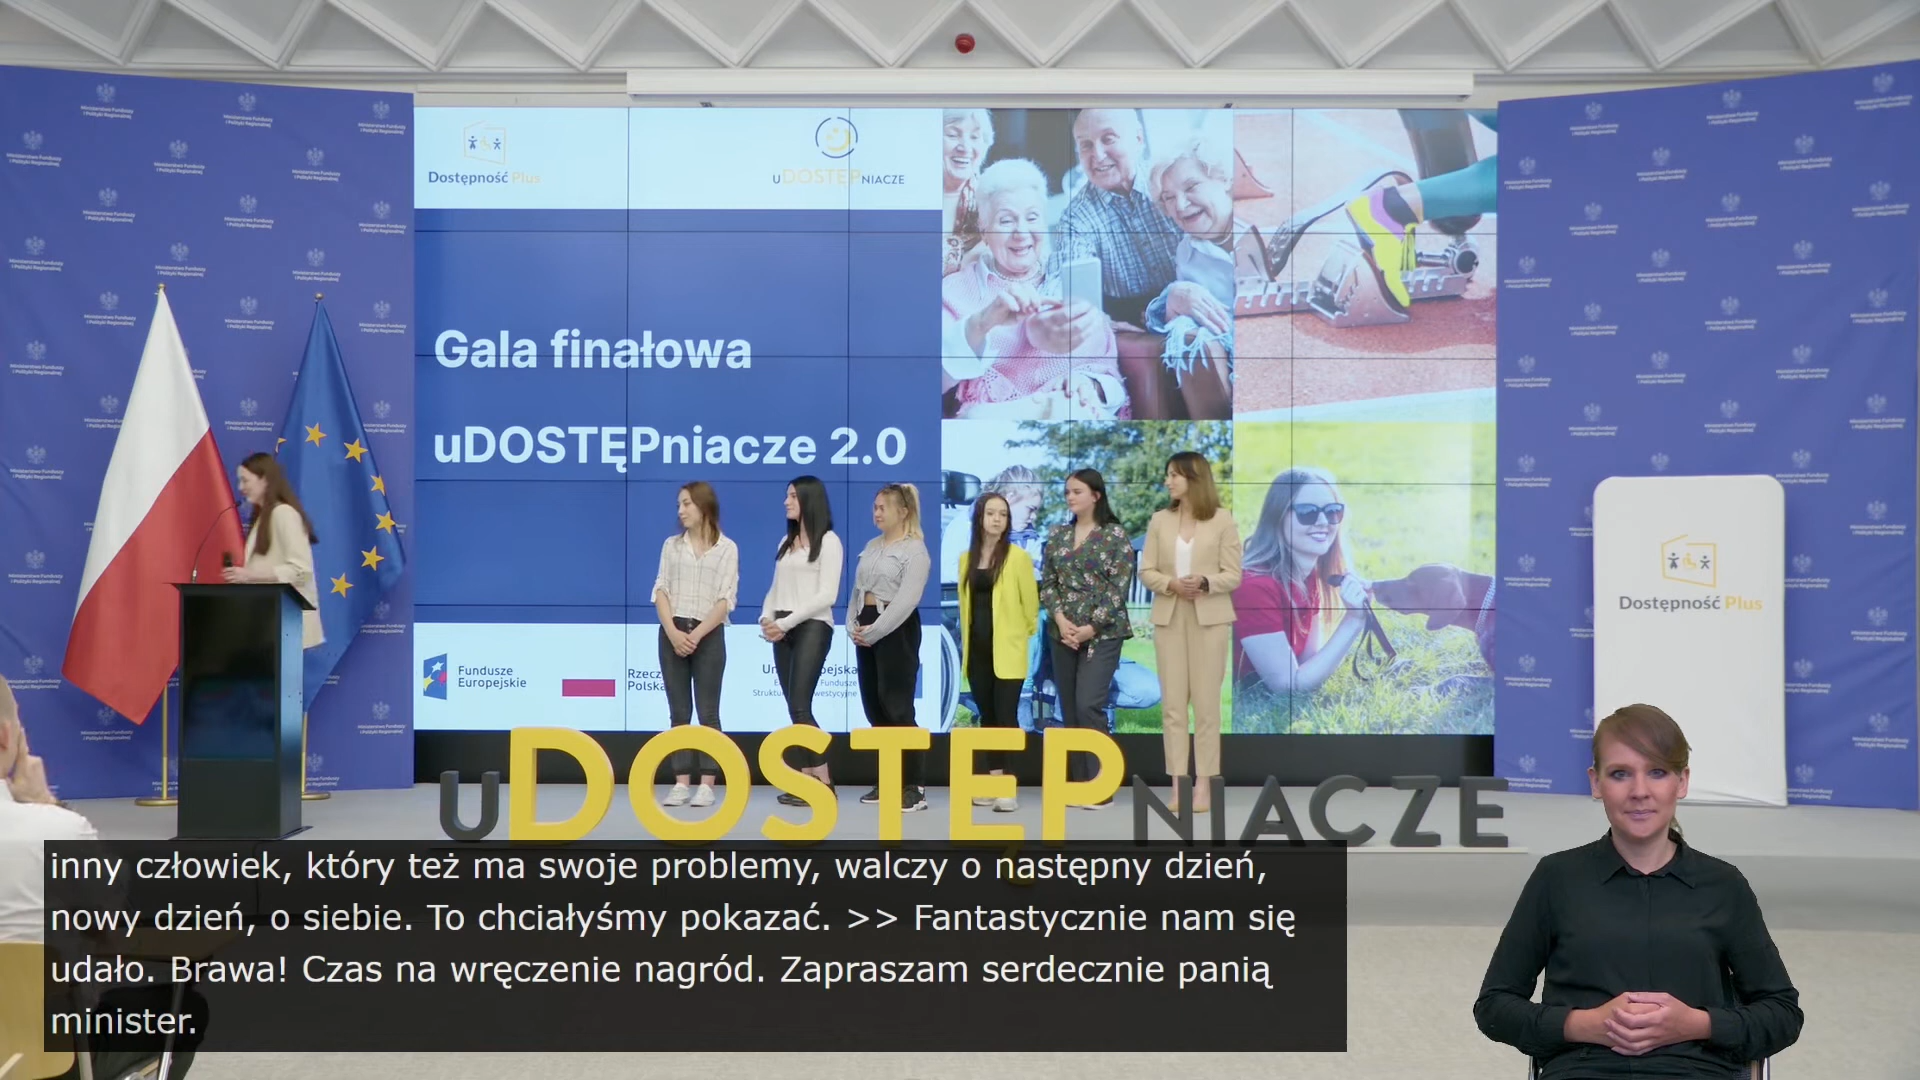 Dostępność Plus
uDOSTĘPNIACZE
Gala finałowa
uDOSTĘPniacze 2.0
Fundusze
Europejskie
Polska
Dostępność Plus
uDOSTĘPNIACZE
inny człowiek, który też ma swoje problemy, walczy o następny dzień,
nowy dzień, o siebie. To chciałyśmy pokazać. >> Fantastycznie nam się
udało. Brawa! Czas na wręczenie nagród. Zapraszam serdecznie panią
minister.